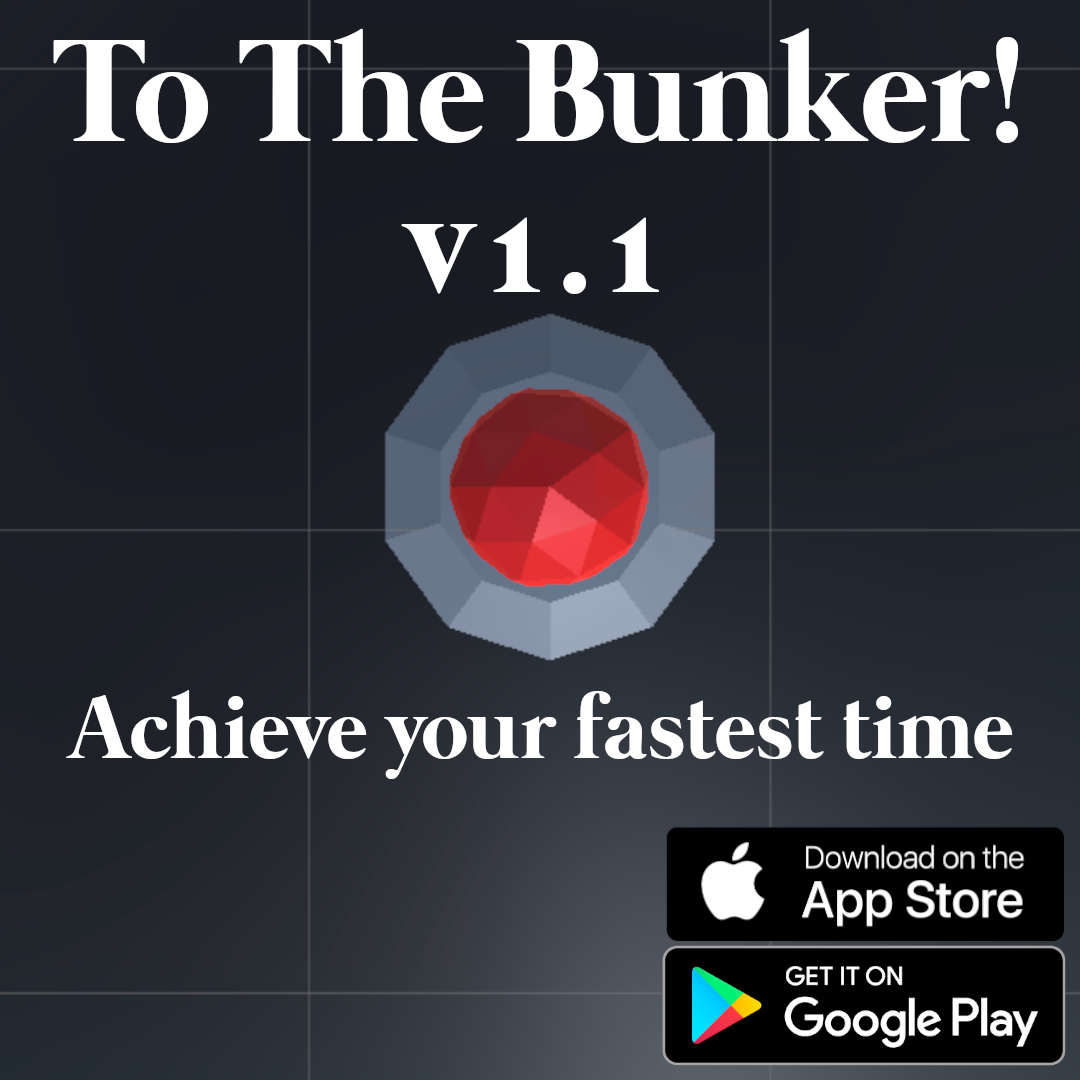 To The Bunker!
v1.1
Achieve your fastest time
Download on the
App Store
GET IT ON
Google Play